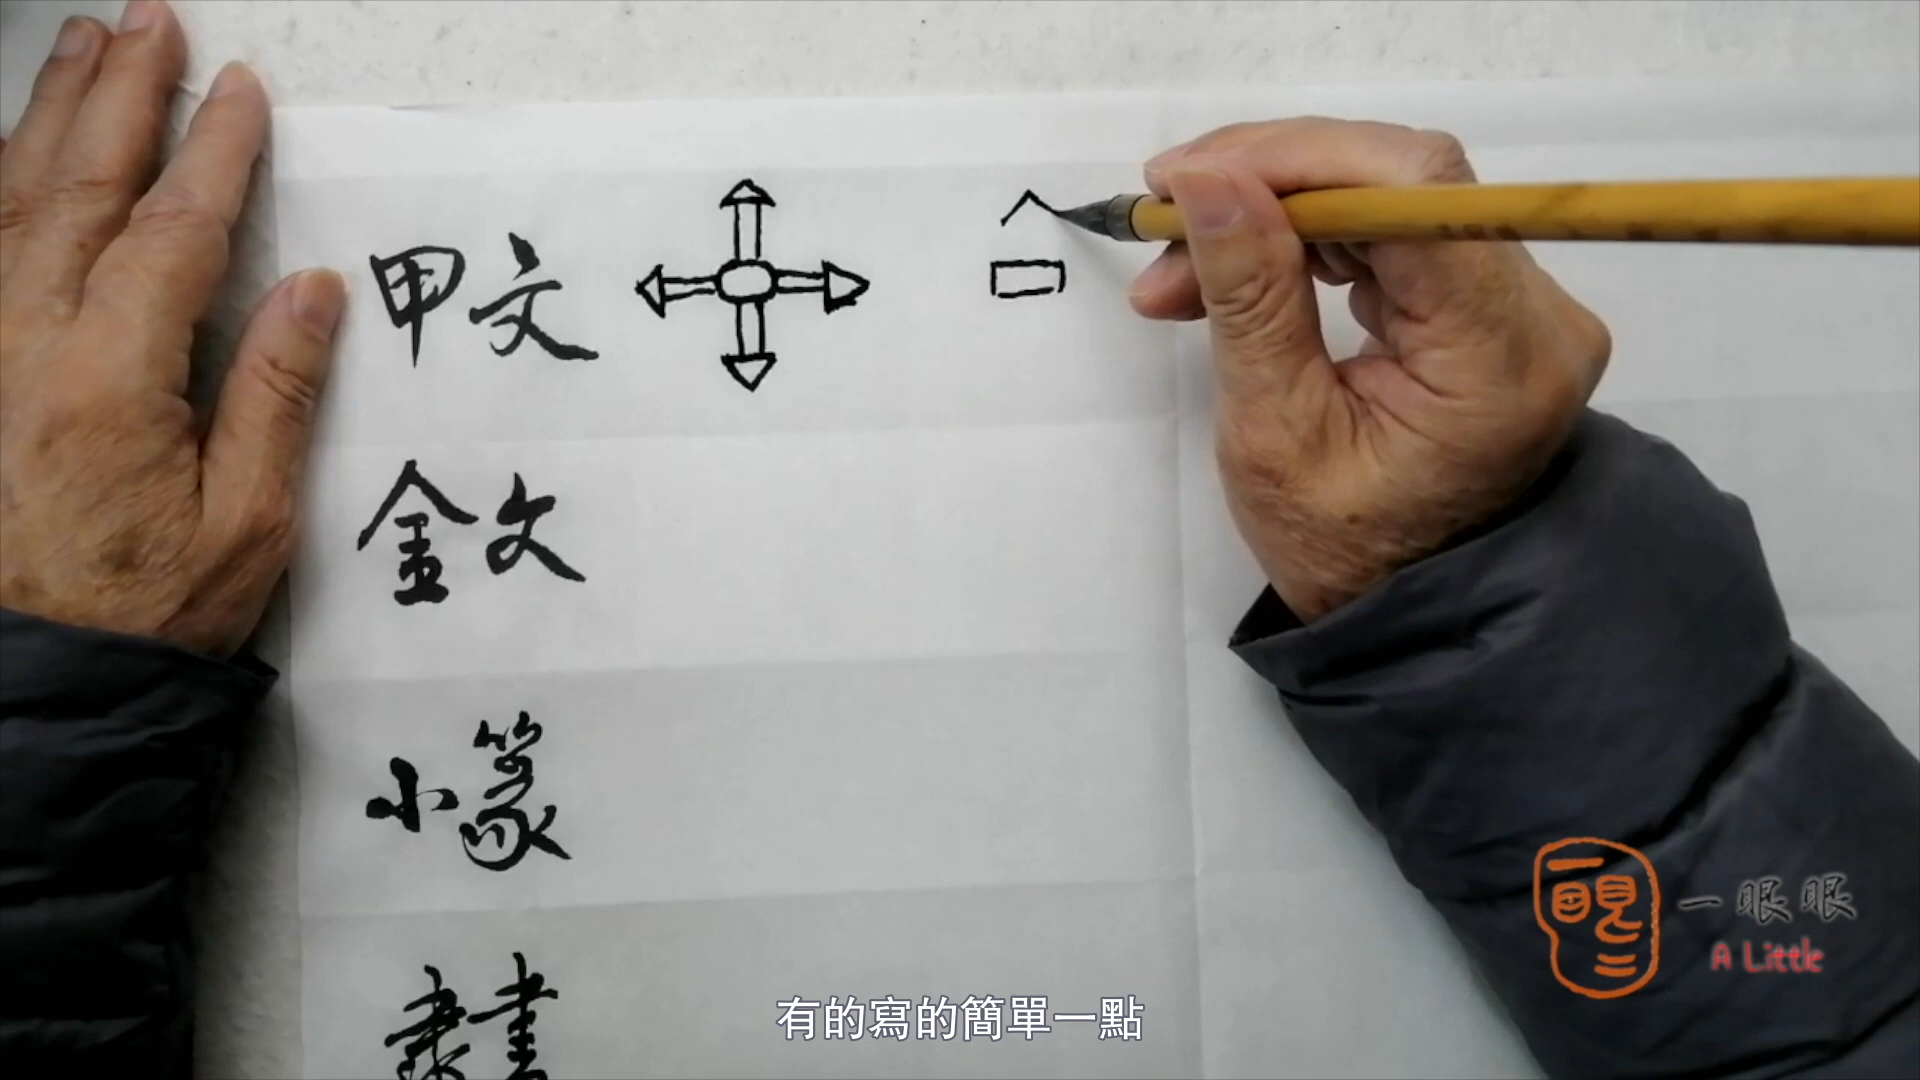 甲文
金文
小篆
隸書
一眼眼
A Little
有的寫的簡單一點